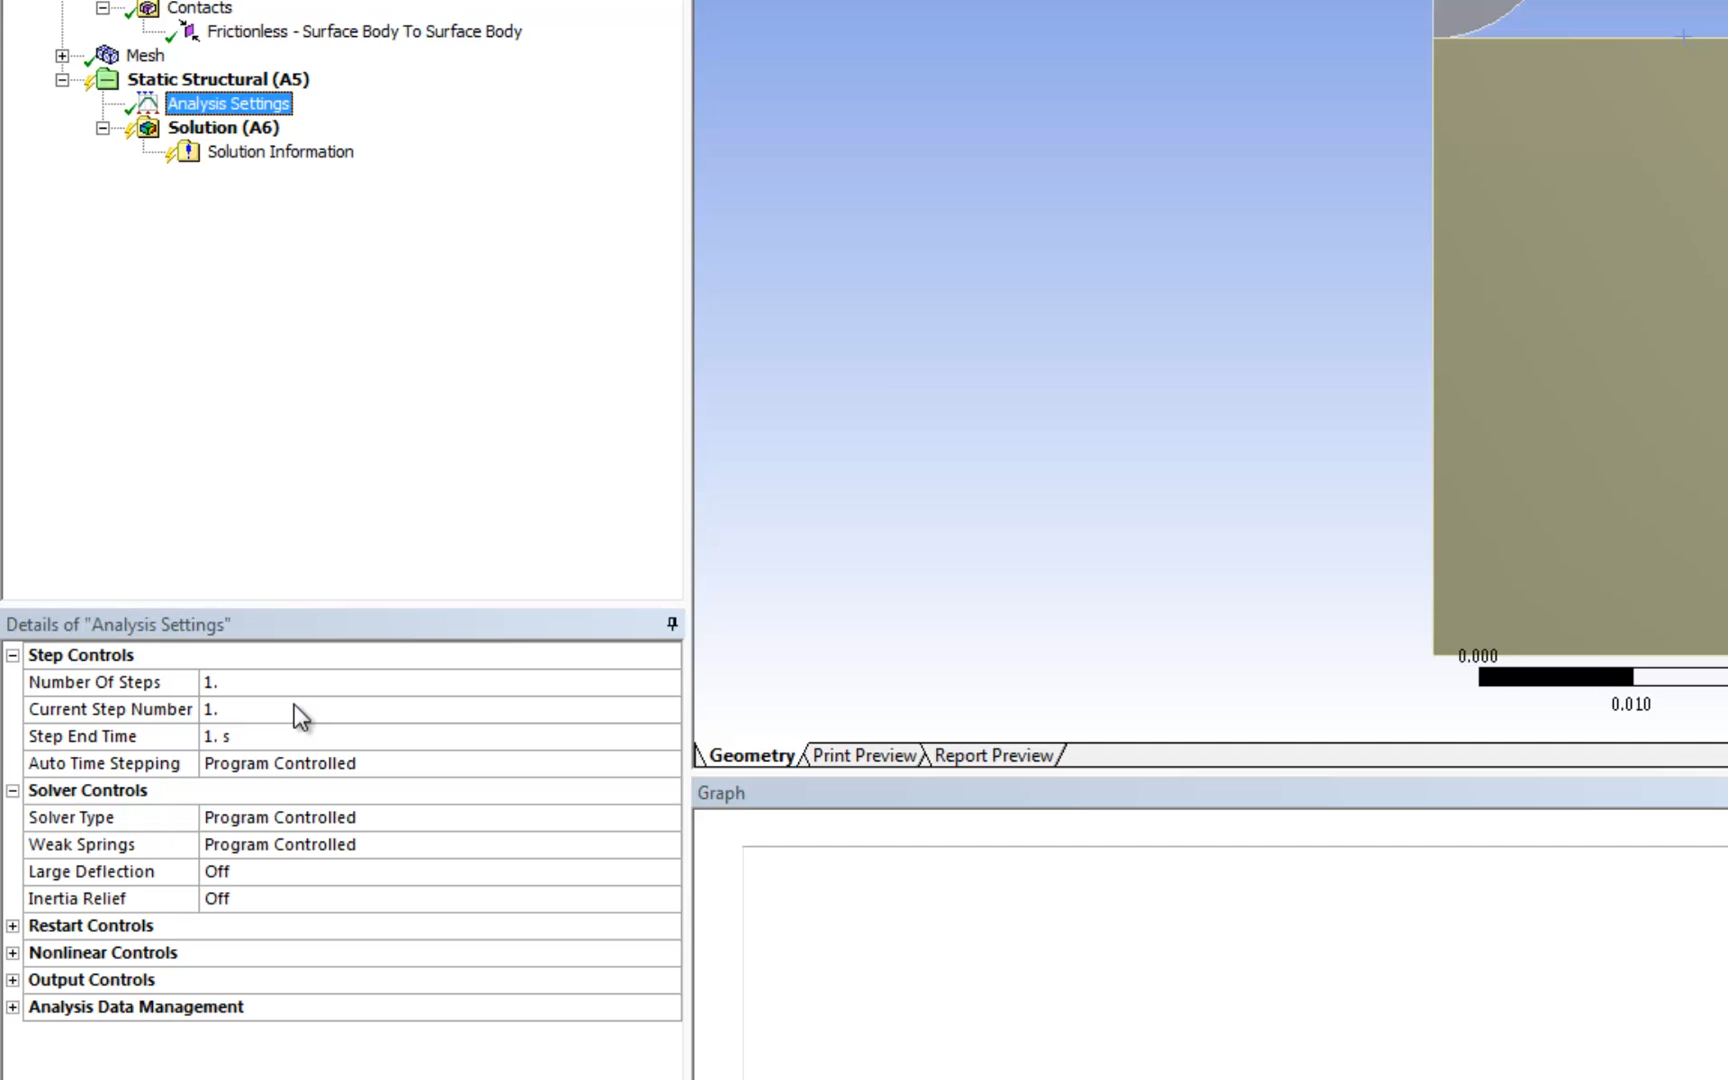 Contacts
Frictionless - Surface Body To Surface Body
Mesh
Static Structural (A5)
Analysis Settings
Solution (A6)
Solution Information
Details of "Analysis Settings"
Step Controls
Number Of Steps 1.
Current Step Number 1.
Step End Time 1. s
Auto Time Stepping Program Controlled
Solver Controls
Solver Type Program Controlled
Weak Springs Program Controlled
Large Deflection Off
Inertia Relief Off
Restart Controls
Nonlinear Controls
Output Controls
Analysis Data Management
0.000
0.010
Geometry Print Preview Report Preview
Graph